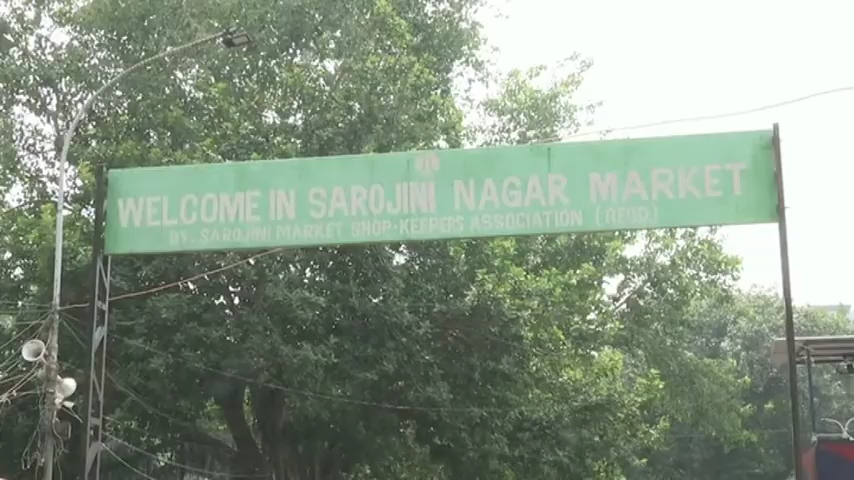 WELCOME IN SAROJINI NAGAR MARKET
BY. SAROJINI MARKET SHOP-KEEPERS ASSOCIATION (REGD.)